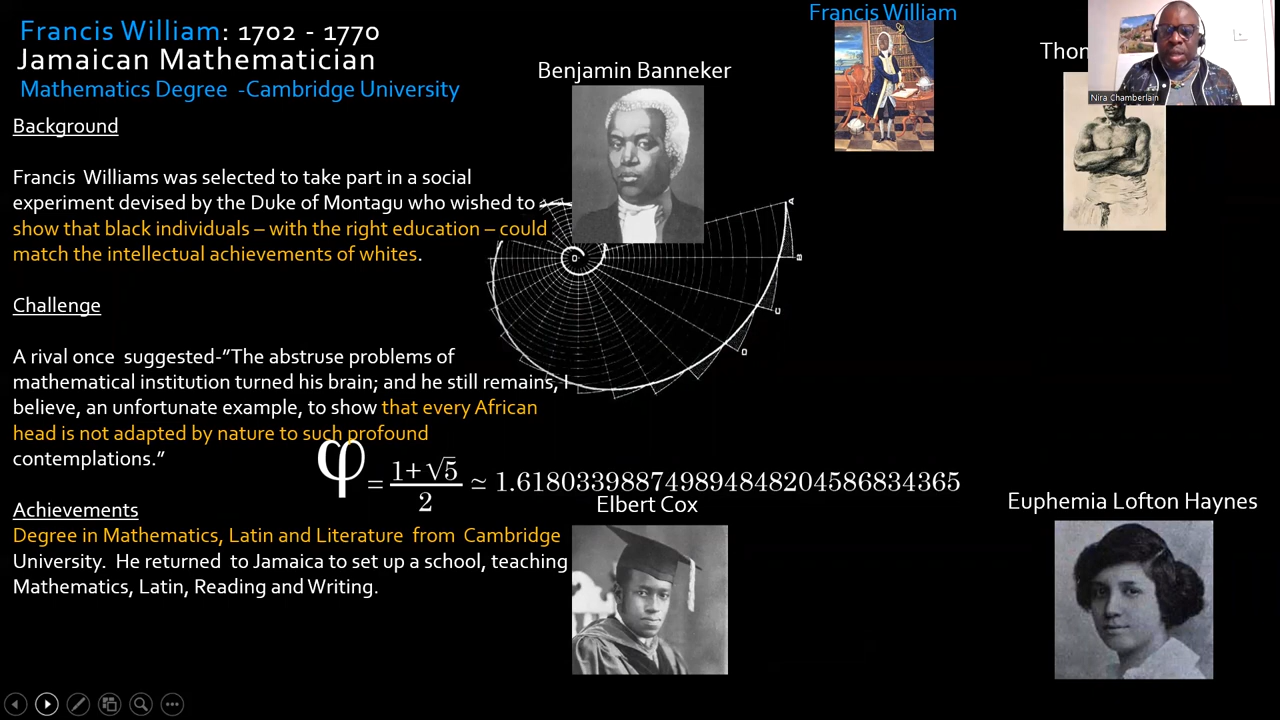 Francis William: 1702 - 1770
Jamaican Mathematician
Mathematics Degree -Cambridge University
Background
Francis Williams was selected to take part in a social
experiment devised by the Duke of Montagu who wished to
show that black individuals – with the right education – could
match the intellectual achievements of whites.
Challenge
A rival once suggested-"The abstruse problems of
mathematical institution turned his brain; and he still remains, I
believe, an unfortunate example, to show that every African
head is not adapted by nature to such profound
contemplations."
Achievements
Degree in Mathematics, Latin and Literature from Cambridge
University. He returned to Jamaica to set up a school, teaching
Mathematics, Latin, Reading and Writing.
Benjamin Banneker
Francis William
Thom
Nira Chamberlain
φ = 1+√5 / 2 ≃ 1.618033988749894848204586834365
Elbert Cox
Euphemia Lofton Haynes